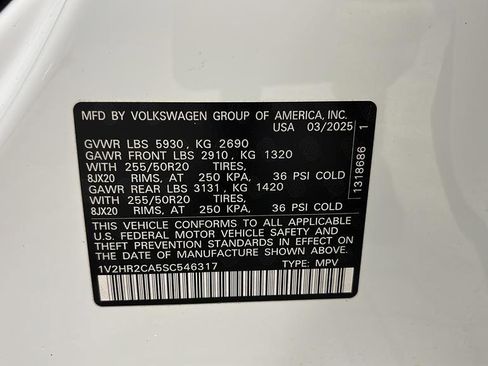 MFD BY VOLKSWAGEN GROUP OF AMERICA, INC.
USA 03/2025
GVWR LBS 5930, KG 2690
GAWR FRONT LBS 2910, KG 1320
WITH 255/50R20 TIRES,
8JX20 RIMS, AT 250 KPA, 36 PSI COLD
GAWR REAR LBS 3131, KG 1420
WITH 255/50R20 TIRES,
8JX20 RIMS, AT 250 KPA, 36 PSI COLD
THIS VEHICLE CONFORMS TO ALL APPLICABLE
U.S. FEDERAL MOTOR VEHICLE SAFETY AND
THEFT PREVENTION STANDARDS IN EFFECT ON
THE DATE OF MANUFACTURE SHOWN ABOVE.
1V2HR2CA5SC546317 TYPE: MPV
1318686 1